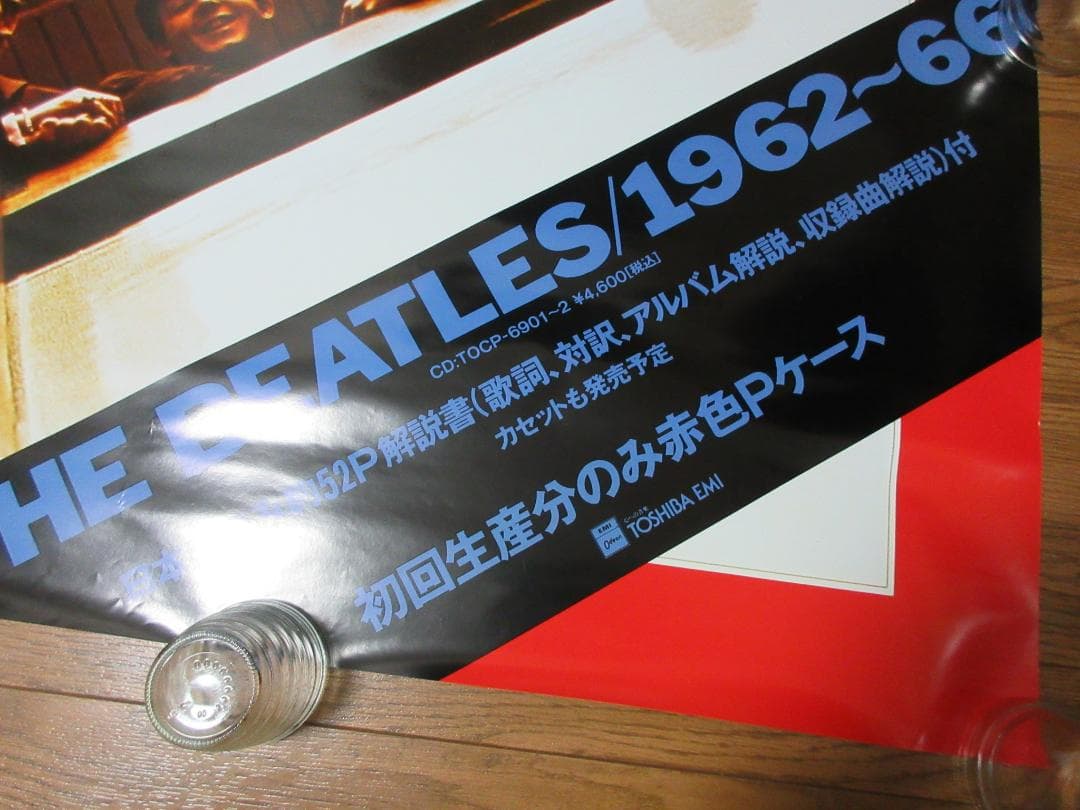 THE BEATLES/1962~66
CD:TOCP-6901~2 ¥4,600[税込]
52P解説書(歌詞、対訳、アルバム解説、収録曲解説)付
カセットも発売予定
初回生産分のみ赤色Pケース
EMI
Odeon
TOSHIBA EMI